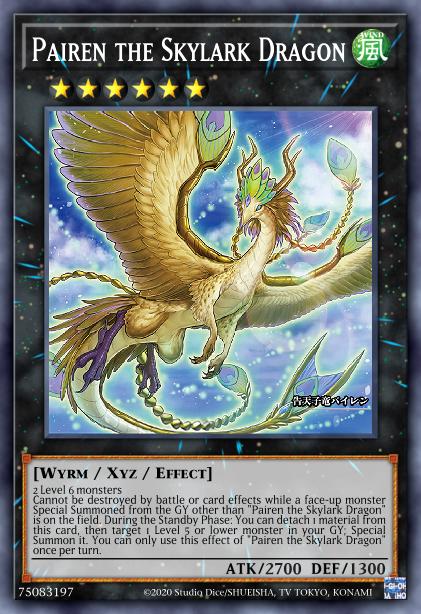 PAIREN THE SKYLARK DRAGON
WIND
風
告天子竜パイレン
[WYRM / XYZ / EFFECT]
2 Level 6 monsters
Cannot be destroyed by battle or card effects while a face-up monster
Special Summoned from the GY other than "Pairen the Skylark Dragon"
is on the field. During the Standby Phase: You can detach 1 material from
this card, then target 1 Level 5 or lower monster in your GY; Special
Summon it. You can only use this effect of "Pairen the Skylark Dragon"
once per turn.
ATK/2700 DEF/1300
75083197
©2020 Studio Dice/SHUEISHA, TV TOKYO, KONAMI